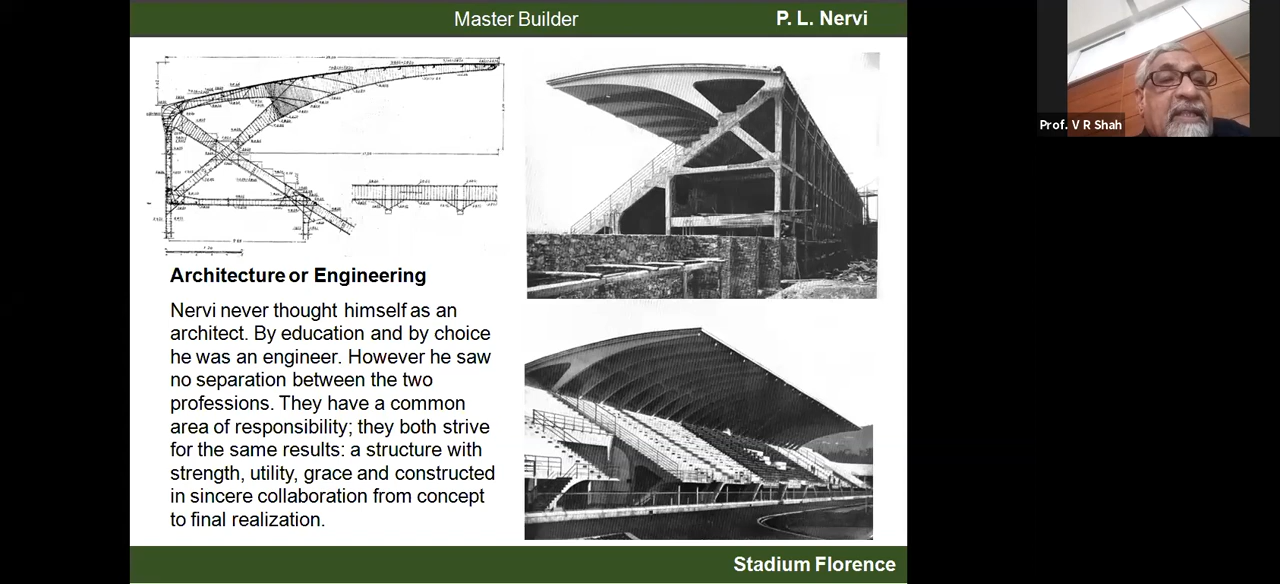 Master Builder
P. L. Nervi
Prof. V R Shah
Architecture or Engineering
Nervi never thought himself as an
architect. By education and by choice
he was an engineer. However he saw
no separation between the two
professions. They have a common
area of responsibility; they both strive
for the same results: a structure with
strength, utility, grace and constructed
in sincere collaboration from concept
to final realization.
Stadium Florence